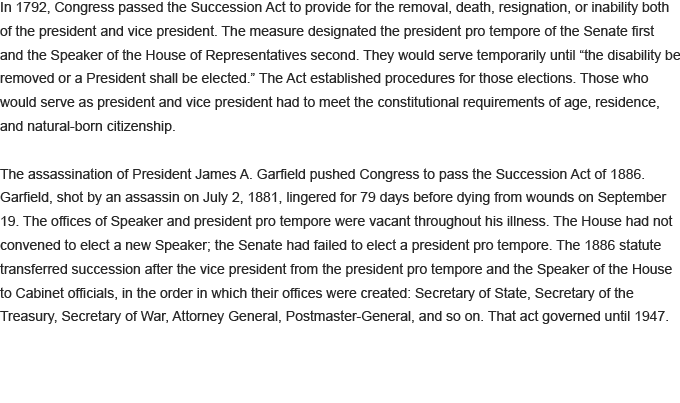 In 1792, Congress passed the Succession Act to provide for the removal, death, resignation, or inability both
of the president and vice president. The measure designated the president pro tempore of the Senate first
and the Speaker of the House of Representatives second. They would serve temporarily until “the disability be
removed or a President shall be elected.” The Act established procedures for those elections. Those who
would serve as president and vice president had to meet the constitutional requirements of age, residence,
and natural-born citizenship.

The assassination of President James A. Garfield pushed Congress to pass the Succession Act of 1886.
Garfield, shot by an assassin on July 2, 1881, lingered for 79 days before dying from wounds on September
19. The offices of Speaker and president pro tempore were vacant throughout his illness. The House had not
convened to elect a new Speaker; the Senate had failed to elect a president pro tempore. The 1886 statute
transferred succession after the vice president from the president pro tempore and the Speaker of the House
to Cabinet officials, in the order in which their offices were created: Secretary of State, Secretary of the
Treasury, Secretary of War, Attorney General, Postmaster-General, and so on. That act governed until 1947.